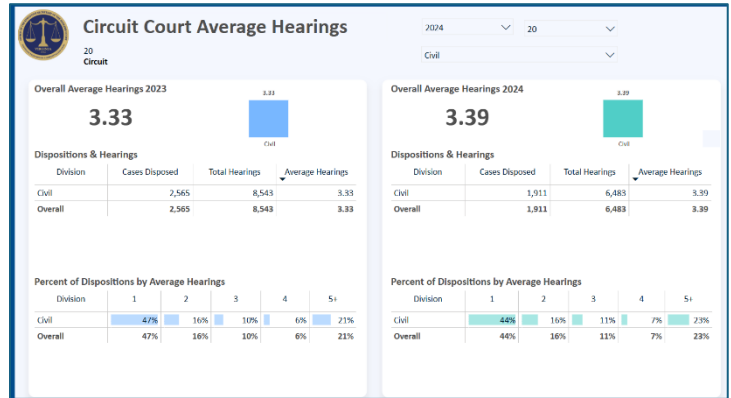 Circuit Court Average Hearings
20
Circuit
2024
20
Civil
Overall Average Hearings 2023
3.33
3.33
Civil
Dispositions & Hearings
Division Cases Disposed Total Hearings Average Hearings
Civil 2,565 8,543 3.33
Overall 2,565 8,543 3.33
Percent of Dispositions by Average Hearings
Division 1 2 3 4 5+
Civil 47% 16% 10% 6% 21%
Overall 47% 16% 10% 6% 21%
Overall Average Hearings 2024
3.39
3.39
Civil
Dispositions & Hearings
Division Cases Disposed Total Hearings Average Hearings
Civil 1,911 6,483 3.39
Overall 1,911 6,483 3.39
Percent of Dispositions by Average Hearings
Division 1 2 3 4 5+
Civil 44% 16% 11% 7% 23%
Overall 44% 16% 11% 7% 23%